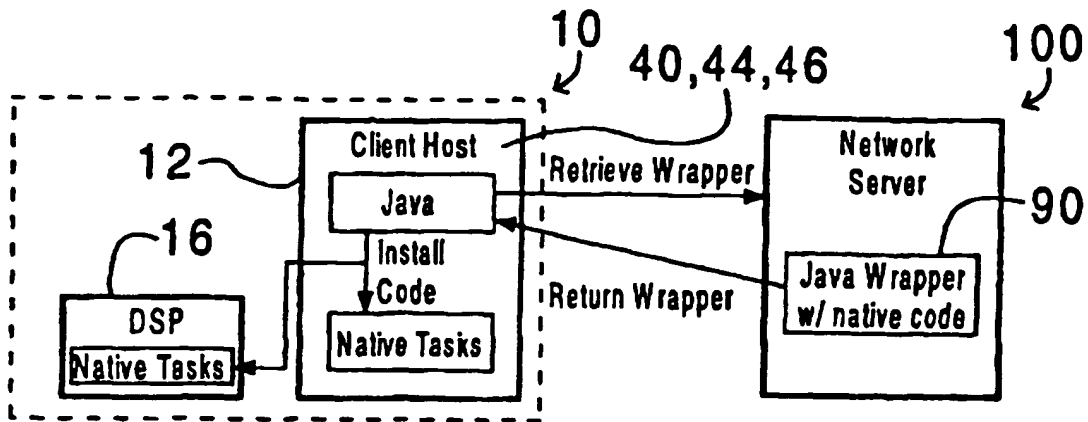 10
40,44,46
100
12
Client Host
Network
Server
Retrieve Wrapper
Java
90
16
Install
Code
Return Wrapper
Java Wrapper
w/ native code
DSP
Native Tasks
Native Tasks